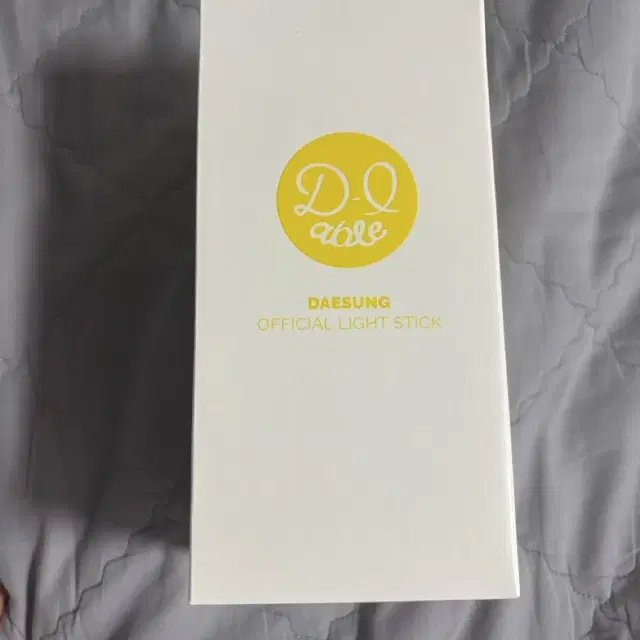 D-Q
able
DAESUNG
OFFICIAL LIGHT STICK